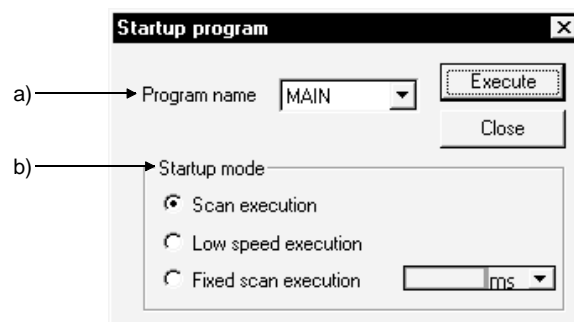 Startup program
a) Program name MAIN Execute
Close
b) Startup mode
Scan execution
Low speed execution
Fixed scan execution ms